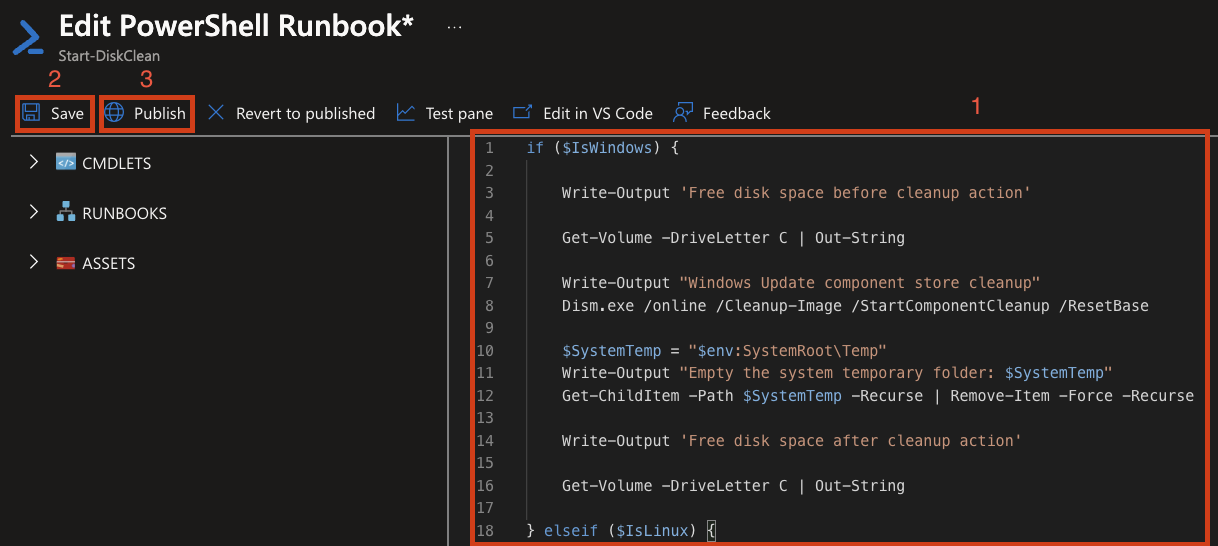 Edit PowerShell Runbook* ...
Start-DiskClean
2 3 1
Save Publish Revert to published Test pane Edit in VS Code Feedback
CMDLETS
RUNBOOKS
ASSETS
1 if ($IsWindows) {
2
3 Write-Output 'Free disk space before cleanup action'
4
5 Get-Volume -DriveLetter C | Out-String
6
7 Write-Output "Windows Update component store cleanup"
8 Dism.exe /online /Cleanup-Image /StartComponentCleanup /ResetBase
9
10 $SystemTemp = "$env:SystemRoot\Temp"
11 Write-Output "Empty the system temporary folder: $SystemTemp"
12 Get-ChildItem -Path $SystemTemp -Recurse | Remove-Item -Force -Recurse
13
14 Write-Output 'Free disk space after cleanup action'
15
16 Get-Volume -DriveLetter C | Out-String
17
18 } elseif ($IsLinux) {